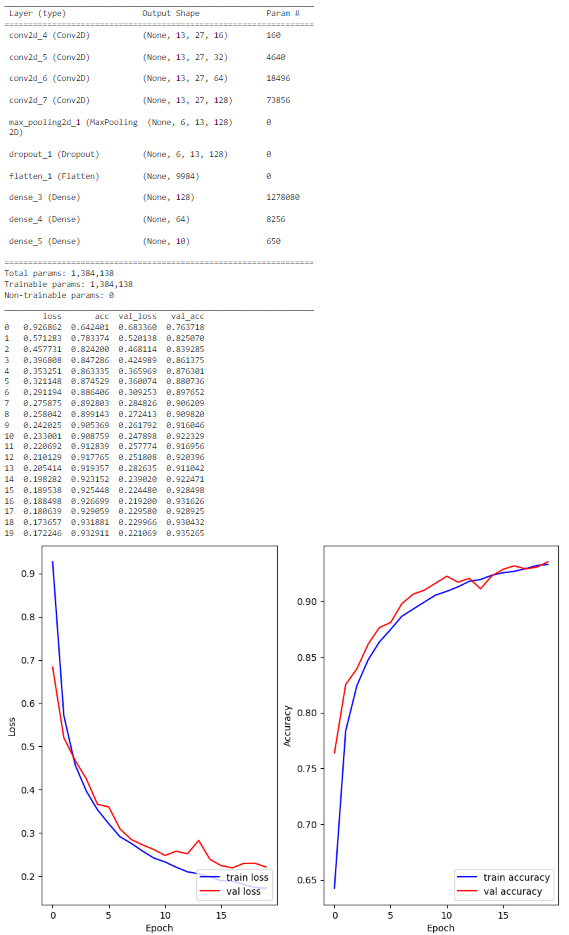 Layer (type) Output Shape Param #
conv2d_4 (Conv2D) (None, 13, 27, 16) 160
conv2d_5 (Conv2D) (None, 13, 27, 32) 4640
conv2d_6 (Conv2D) (None, 13, 27, 64) 18496
conv2d_7 (Conv2D) (None, 13, 27, 128) 73856
max_pooling2d_1 (MaxPooling (None, 6, 13, 128) 0
2D)
dropout_1 (Dropout) (None, 6, 13, 128) 0
flatten_1 (Flatten) (None, 9984) 0
dense_3 (Dense) (None, 128) 1278080
dense_4 (Dense) (None, 64) 8256
dense_5 (Dense) (None, 10) 650
Total params: 1,384,138
Trainable params: 1,384,138
Non-trainable params: 0
loss acc val_loss val_acc
0 0.926862 0.642401 0.683360 0.763718
1 0.571283 0.783374 0.520138 0.825070
2 0.457731 0.824200 0.468114 0.839285
3 0.396808 0.847286 0.424989 0.861375
4 0.353251 0.863335 0.365969 0.876301
5 0.321148 0.874529 0.360074 0.880736
6 0.291194 0.886406 0.309253 0.897652
7 0.275875 0.892803 0.284826 0.906209
8 0.258042 0.899143 0.272413 0.909820
9 0.242025 0.905369 0.261792 0.916046
10 0.233001 0.908759 0.247898 0.922329
11 0.220692 0.912839 0.257774 0.916956
12 0.210129 0.917765 0.251808 0.920396
13 0.205414 0.919357 0.282635 0.911042
14 0.198282 0.923152 0.239020 0.922471
15 0.189538 0.925448 0.224480 0.928498
16 0.188498 0.926699 0.219200 0.931626
17 0.180639 0.929059 0.229580 0.928925
18 0.173657 0.931881 0.229966 0.930432
19 0.172246 0.932911 0.221069 0.935265
Loss
0.9
0.8
0.7
0.6
0.5
0.4
0.3
0.2
train loss
val loss
0 5 10 15
Epoch
Accuracy
0.90
0.85
0.80
0.75
0.70
0.65
train accuracy
val accuracy
0 5 10 15
Epoch